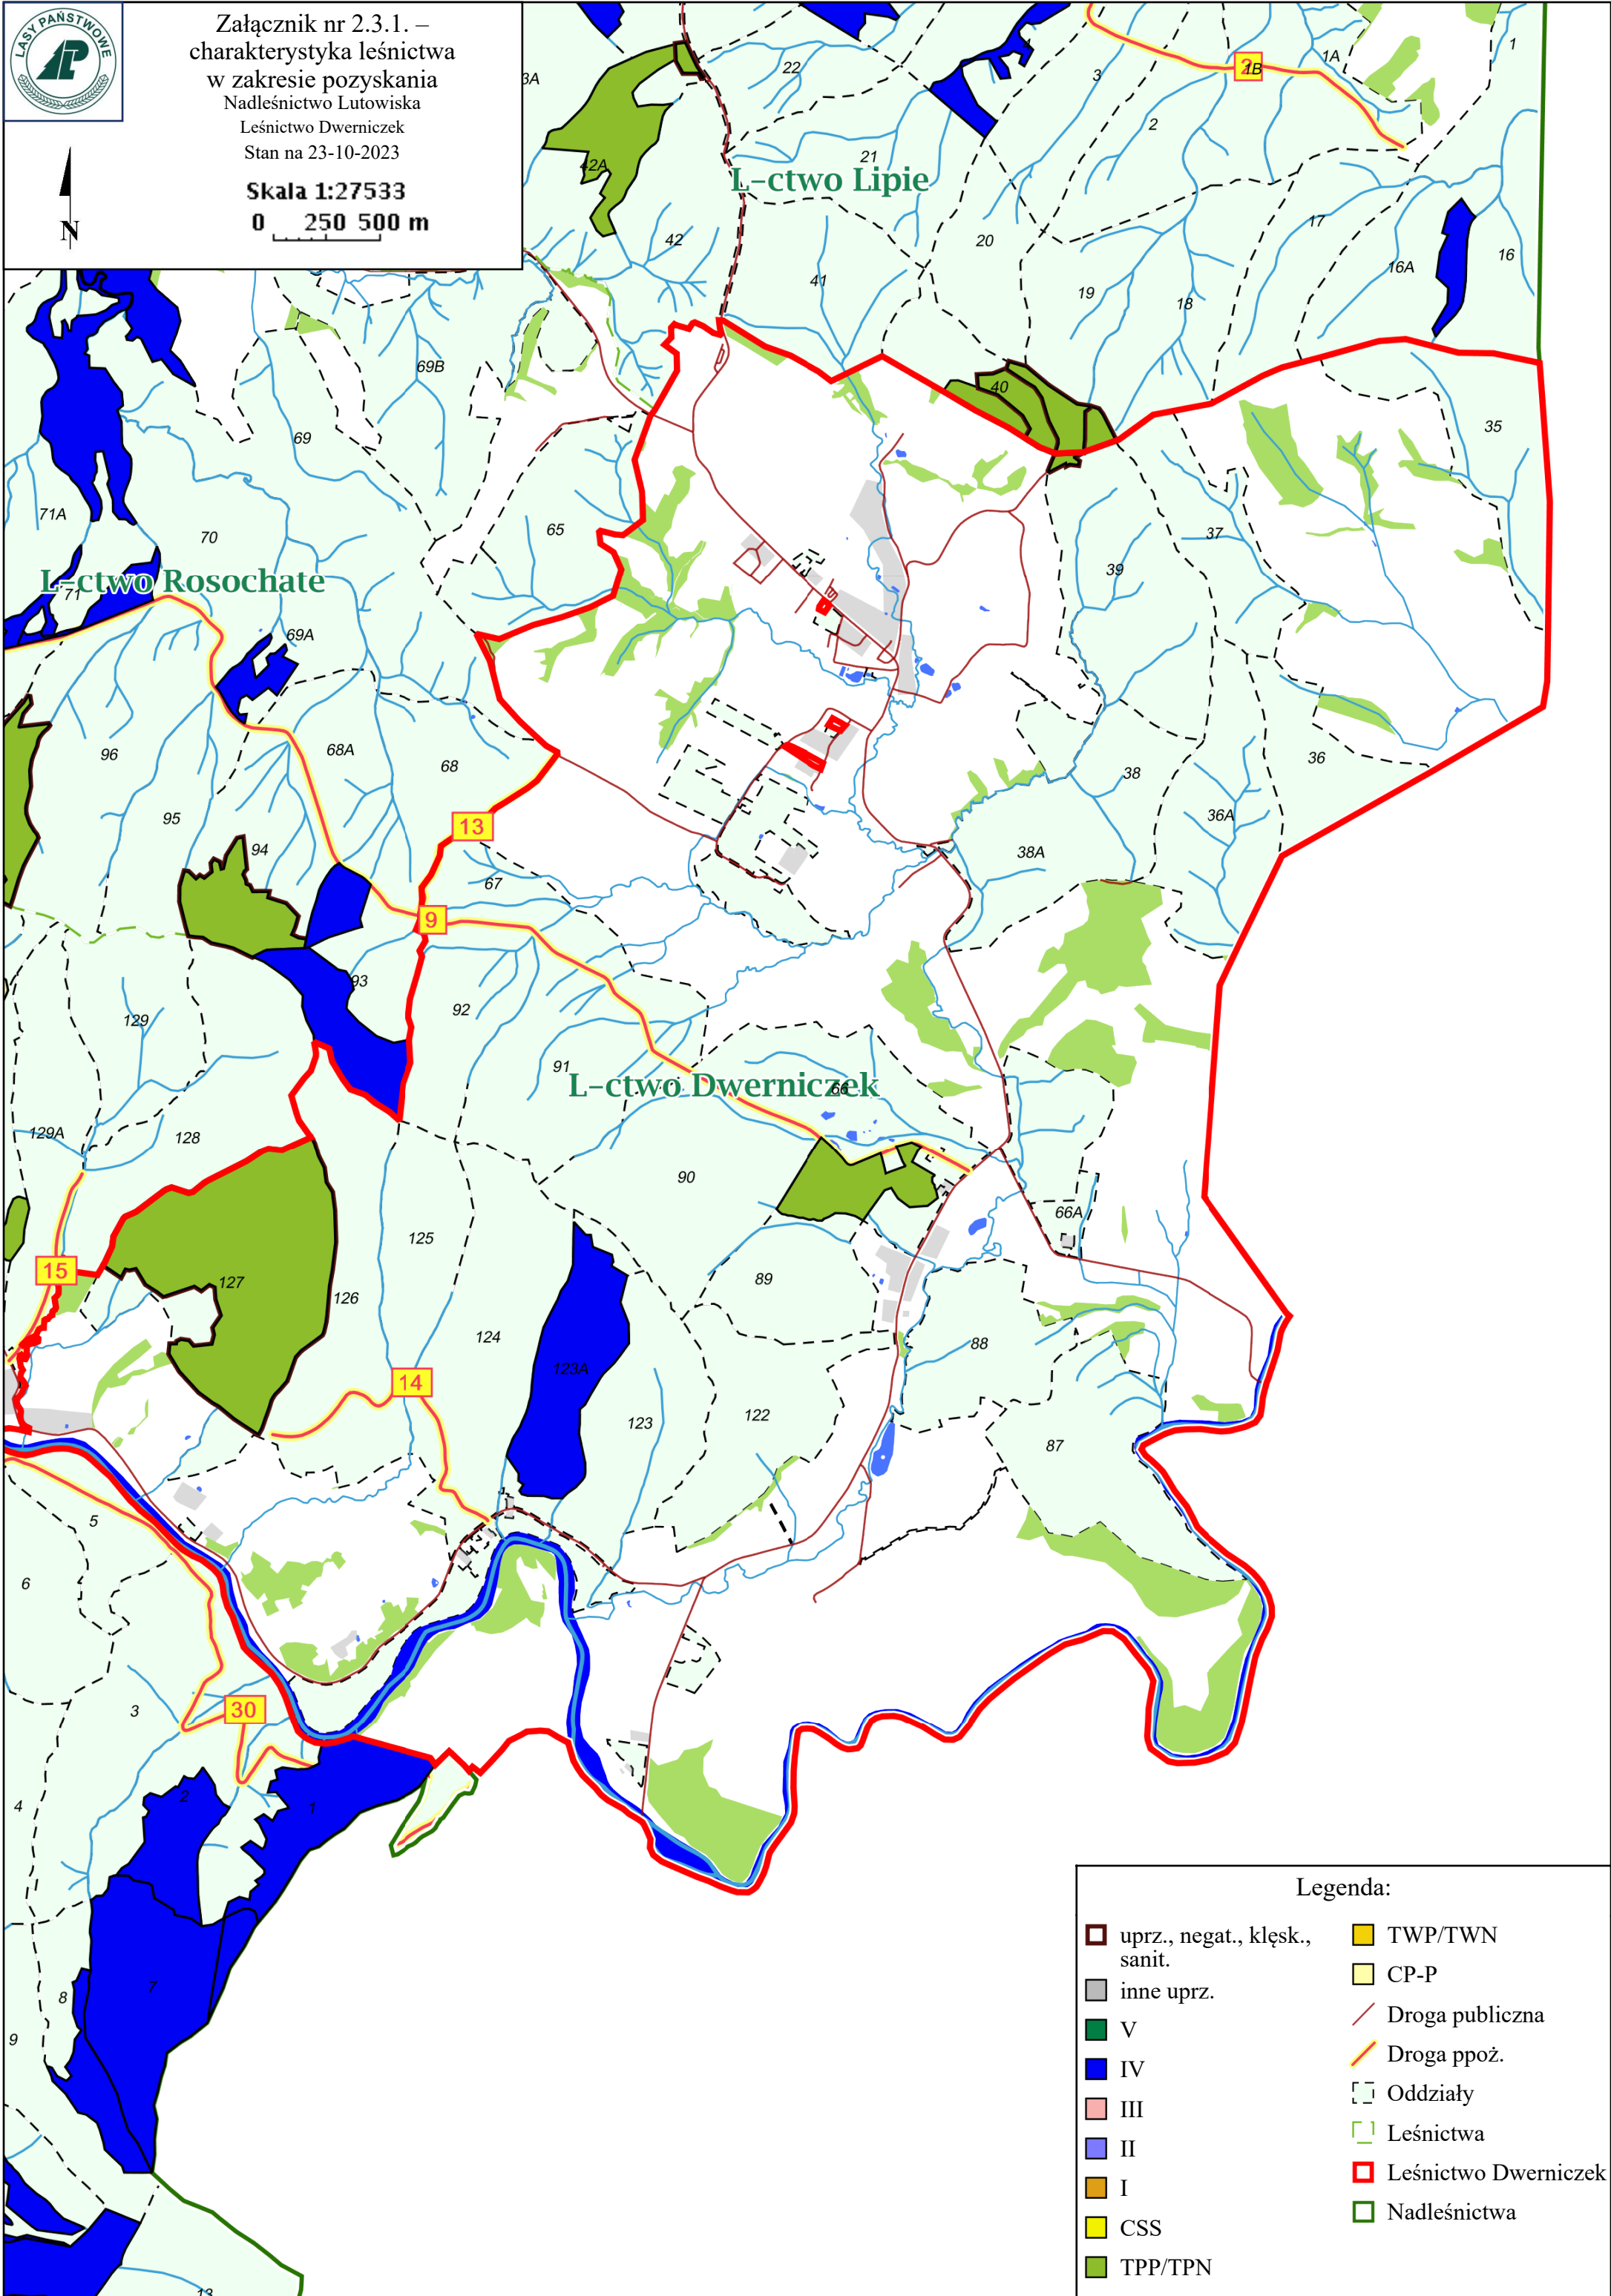 LASY PAŃSTWOWE
Załącznik nr 2.3.1. –
charakterystyka leśnictwa
w zakresie pozyskania
Nadleśnictwo Lutowiska
Leśnictwo Dwerniczek
Stan na 23-10-2023
Skala 1:27533
0 250 500 m
N
3A
22
3
2
1B
1A
1
2
42A
21
L-ctwo Lipie
42
41
20
17
16A
16
19
18
69B
40
69
35
71A
70
65
37
39
L-ctwo Rosochate
71
69A
96
68A
68
38
36
95
13
36A
94
38A
67
9
93
92
129
91
L-ctwo Dwerniczek
66
129A
128
90
66A
125
15
127
126
89
124
88
14
123A
123
122
87
5
6
3
30
4
2
1
7
8
9
13
Legenda:
uprz., negat., klęsk.,
sanit.
inne uprz.
V
IV
III
II
I
CSS
TPP/TPN
TWP/TWN
CP-P
Droga publiczna
Droga ppoż.
Oddziały
Leśnictwa
Leśnictwo Dwerniczek
Nadleśnictwa